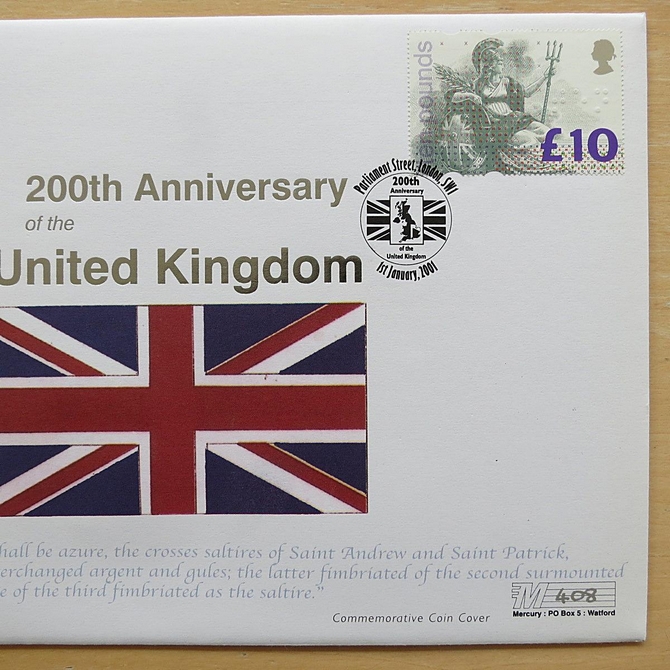 ten pounds
£10
Parliament Street, London, SW1
200th
Anniversary
of the
United Kingdom
1st January, 2001
200th Anniversary
of the
United Kingdom
hall be azure, the crosses saltires of Saint Andrew and Saint Patrick,
erchanged argent and gules; the latter fimbriated of the second surmounted
e of the third fimbriated as the saltire."
M 408
Mercury : PO Box 5 : Watford
Commemorative Coin Cover